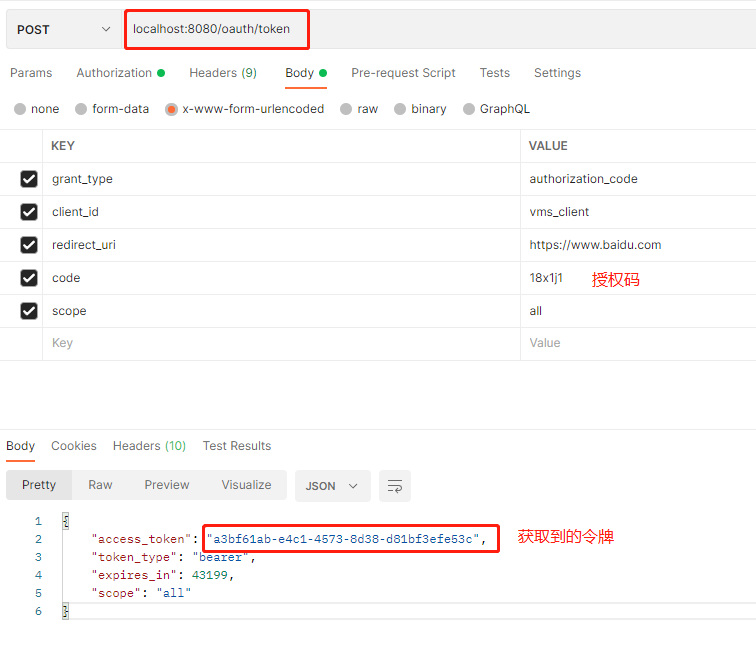 POST localhost:8080/oauth/token
Params Authorization Headers (9) Body Pre-request Script Tests Settings
none form-data x-www-form-urlencoded raw binary GraphQL
KEY VALUE
grant_type authorization_code
client_id vms_client
redirect_uri https://www.baidu.com
code 18x1j1 授权码
scope all
Key Value
Body Cookies Headers (10) Test Results
Pretty Raw Preview Visualize JSON
1 {
2 "access_token": "a3bf61ab-e4c1-4573-8d38-d81bf3efe53c", 获取到的令牌
3 "token_type": "bearer",
4 "expires_in": 43199,
5 "scope": "all"
6 }